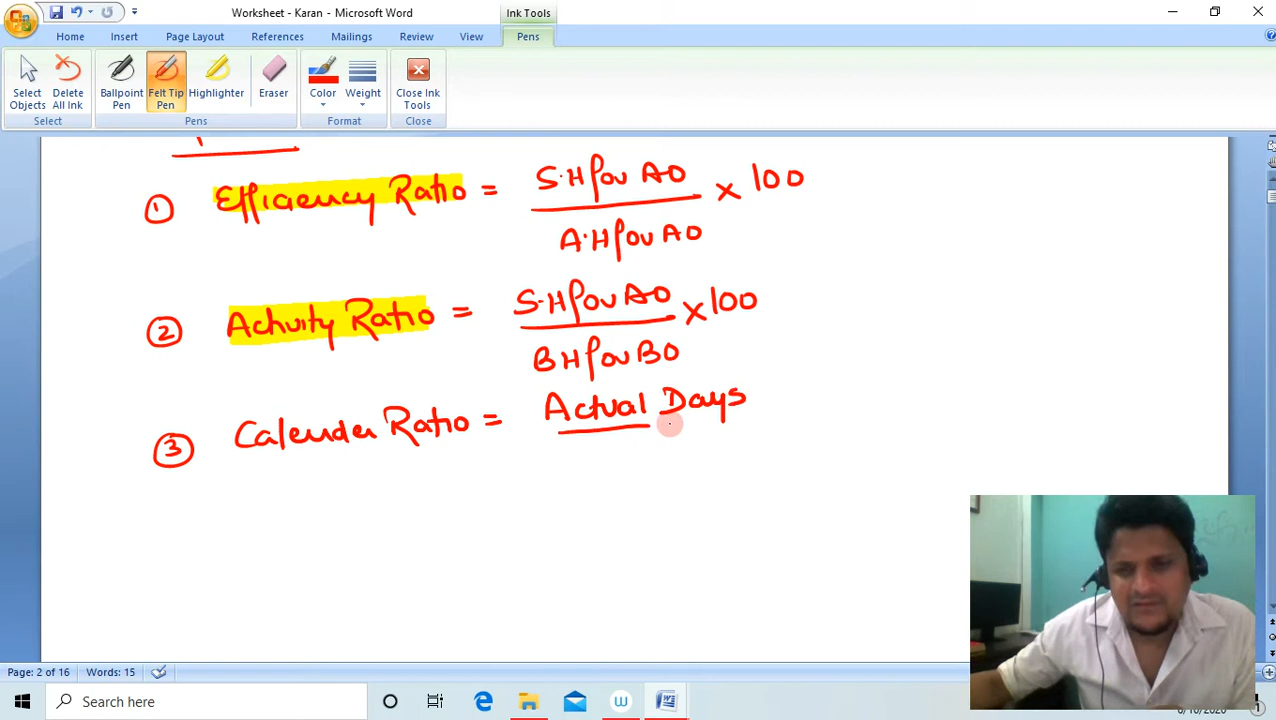 Worksheet - Karan - Microsoft Word
Ink Tools
Home Insert Page Layout References Mailings Review View Pens
Select Objects
Delete All Ink
Ballpoint Pen
Felt Tip Pen
Highlighter
Eraser
Color
Weight
Close Ink Tools
Select Pens Format Close
① Efficiency Ratio = S.H for AO × 100
A.H for AO
② Activity Ratio = S.H for AO × 100
BH for BO
③ Calender Ratio = Actual Days
Page: 2 of 16 Words: 15
Search here